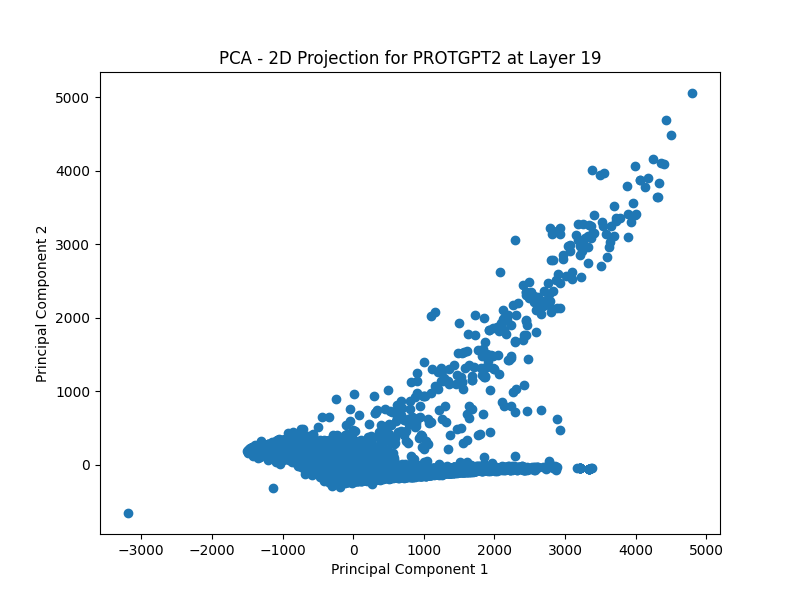 PCA - 2D Projection for PROTGPT2 at Layer 19
Principal Component 2
5000
4000
3000
2000
1000
0
−3000 −2000 −1000 0 1000 2000 3000 4000 5000
Principal Component 1